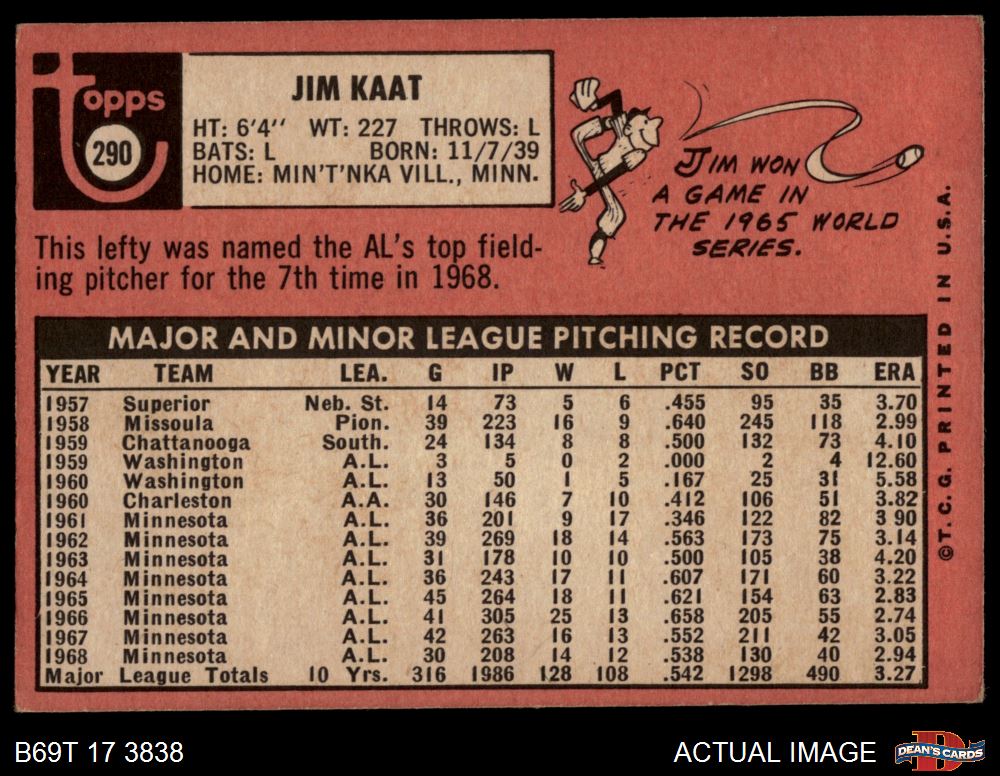 topps
290
JIM KAAT
HT: 6'4" WT: 227 THROWS: L
BATS: L BORN: 11/7/39
HOME: MIN'T'NKA VILL., MINN.
JIM WON
A GAME IN
THE 1965 WORLD
SERIES.
This lefty was named the AL's top field-
ing pitcher for the 7th time in 1968.
MAJOR AND MINOR LEAGUE PITCHING RECORD
YEAR TEAM LEA. G IP W L PCT SO BB ERA
1957 Superior Neb. St. 14 73 5 6 .455 95 35 3.70
1958 Missoula Pion. 39 223 16 9 .640 245 118 2.99
1959 Chattanooga South. 24 134 8 8 .500 132 73 4.10
1959 Washington A.L. 3 5 0 2 .000 2 4 12.60
1960 Washington A.L. 13 50 1 5 .167 25 31 5.58
1960 Charleston A.A. 30 146 7 10 .412 106 51 3.82
1961 Minnesota A.L. 36 201 9 17 .346 122 82 3 90
1962 Minnesota A.L. 39 269 18 14 .563 173 75 3.14
1963 Minnesota A.L. 31 178 10 10 .500 105 38 4.20
1964 Minnesota A.L. 36 243 17 11 .607 171 60 3.22
1965 Minnesota A.L. 45 264 18 11 .621 154 63 2.83
1966 Minnesota A.L. 41 305 25 13 .658 205 55 2.74
1967 Minnesota A.L. 42 263 16 13 .552 211 42 3.05
1968 Minnesota A.L. 30 208 14 12 .538 130 40 2.94
Major League Totals 10 Yrs. 316 1986 128 108 .542 1298 490 3.27
©T.C.G. PRINTED IN U.S.A.
B69T 17 3838
ACTUAL IMAGE
D
DEAN'S CARDS